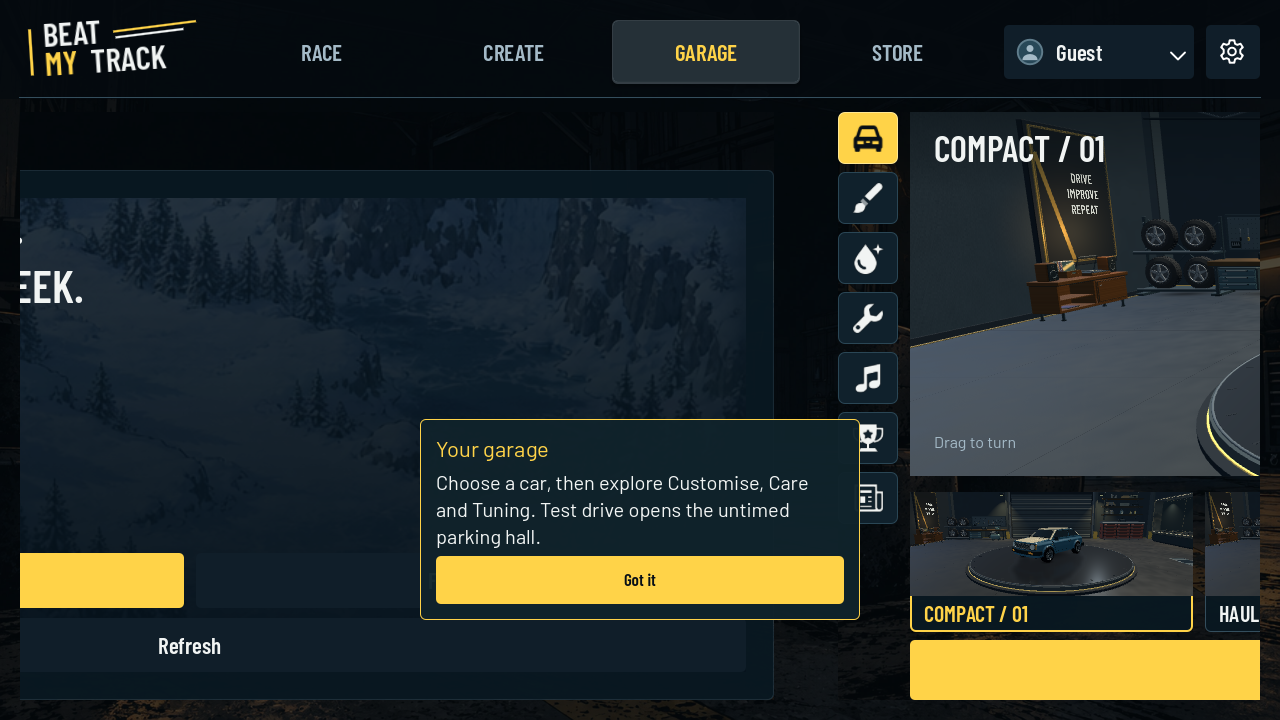 BEAT
MY TRACK
RACE
CREATE
GARAGE
STORE
Guest
EEK.
Refresh
Your garage
Choose a car, then explore Customise, Care
and Tuning. Test drive opens the untimed
parking hall.
Got it
COMPACT / 01
DRIVE
IMPROVE
REPEAT
Drag to turn
COMPACT / 01
HAUL